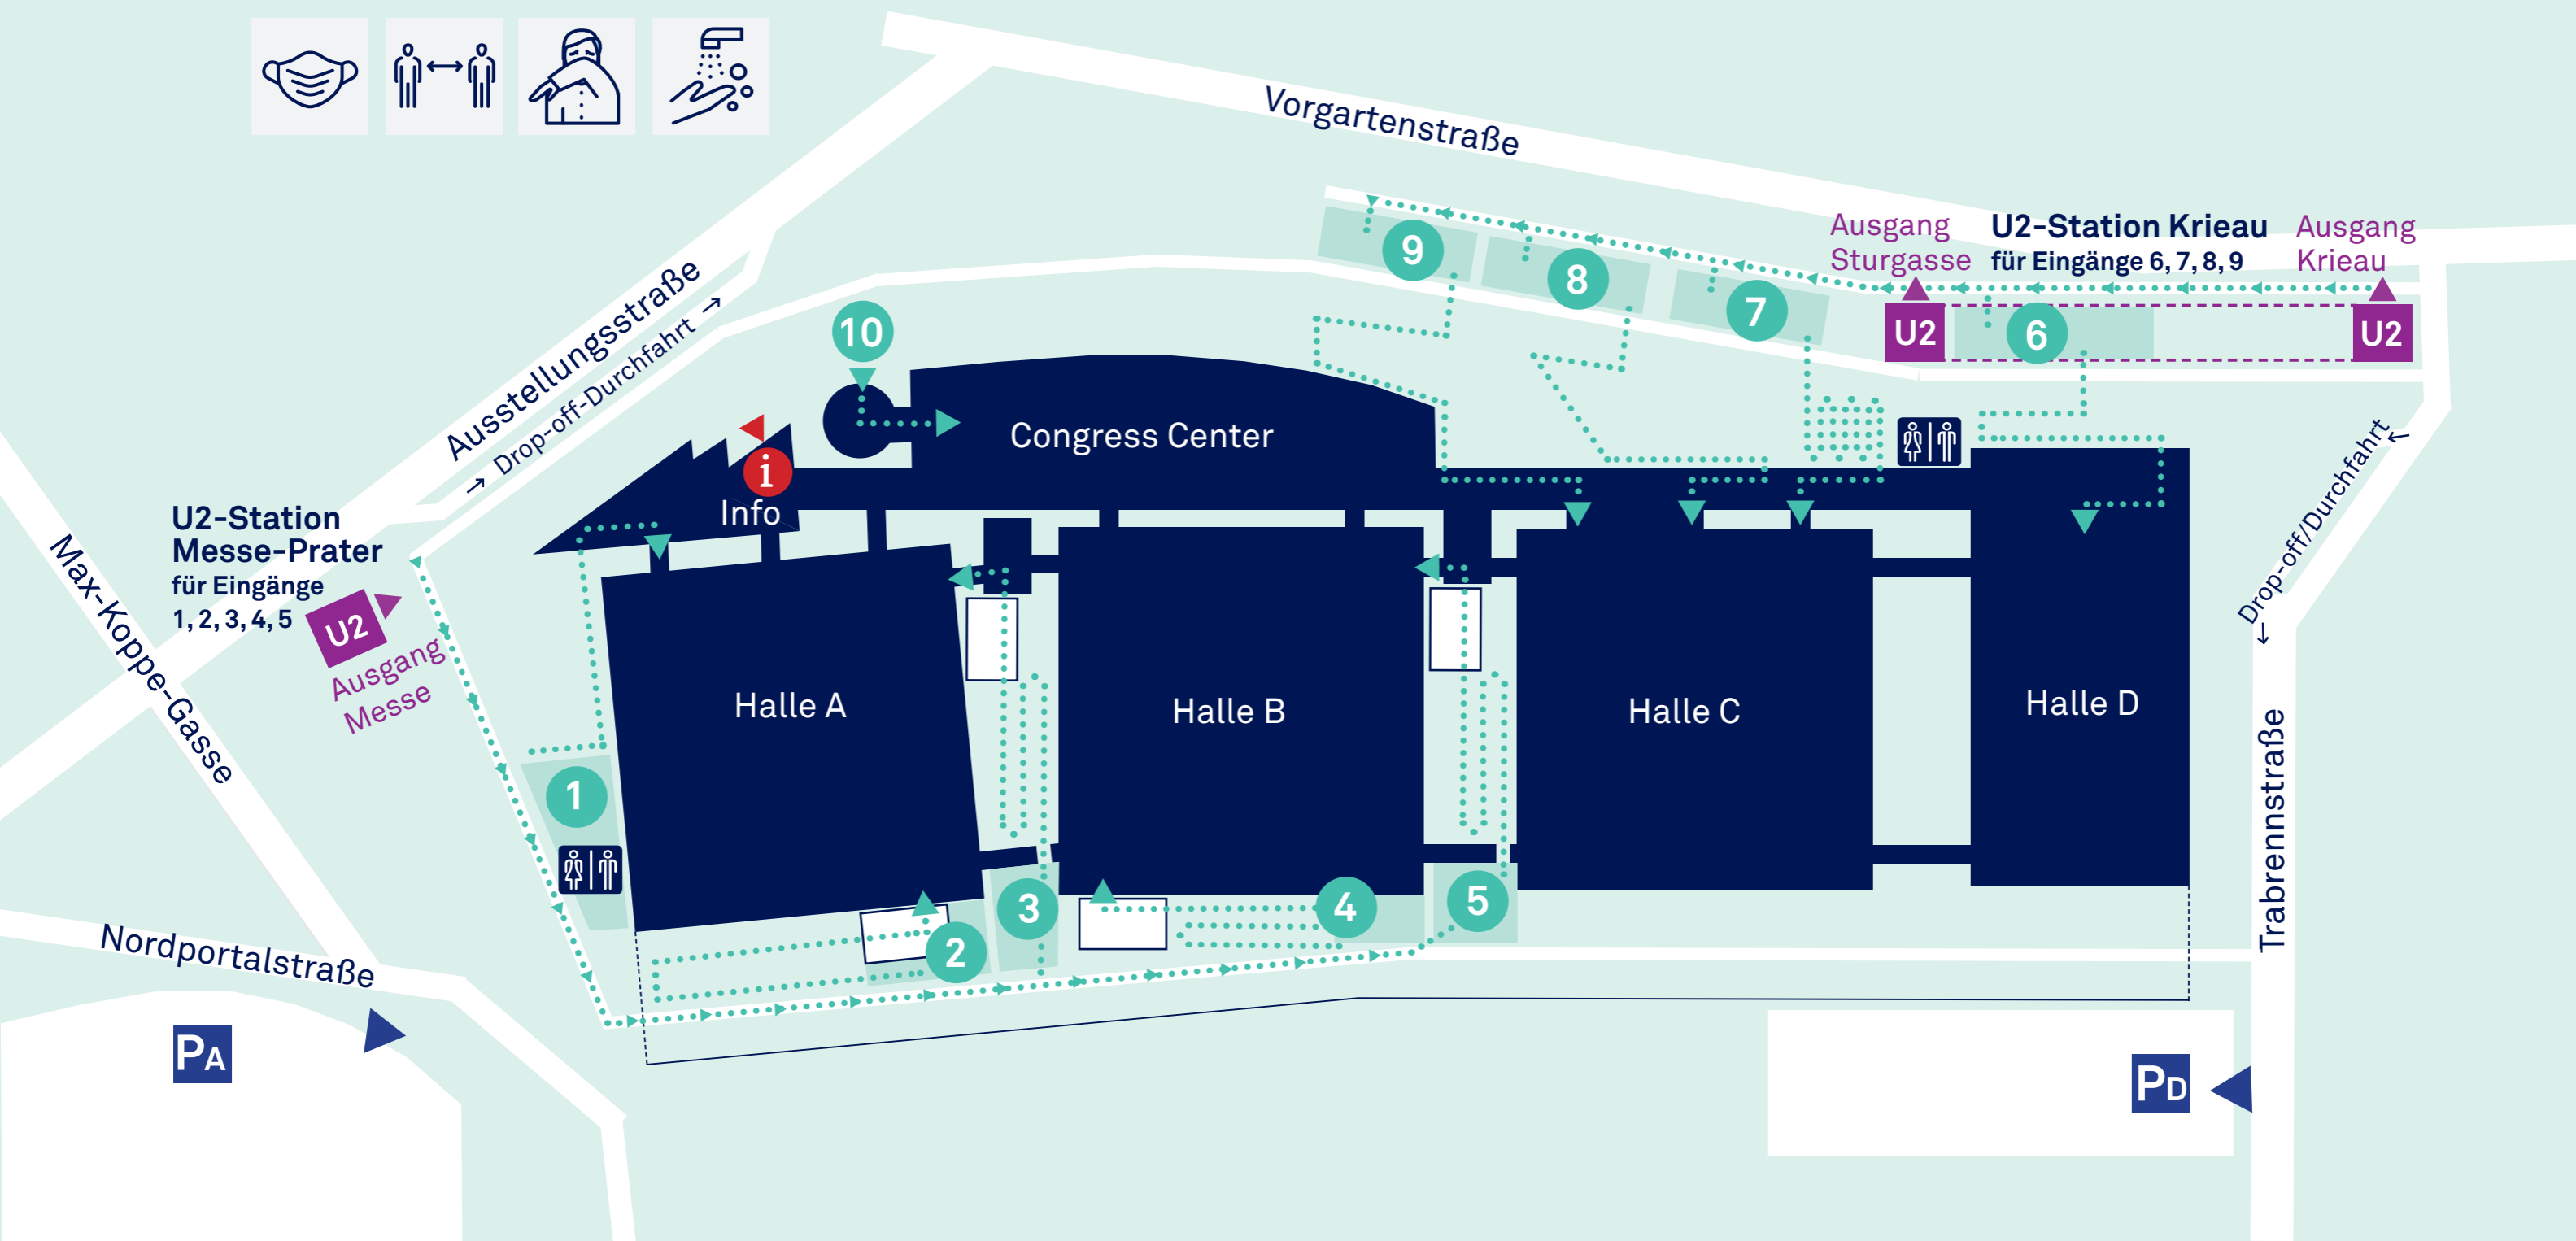 Vorgartenstraße
Ausgang
Sturgasse
U2-Station Krieau
für Eingänge 6, 7, 8, 9
Ausgang
Krieau
9
8
7
U2
6
U2
Ausstellungsstraße
→ Drop-off-Durchfahrt →
10
Congress Center
i
Info
← Drop-off/Durchfahrt ←
U2-Station
Messe-Prater
für Eingänge
1, 2, 3, 4, 5
U2
Ausgang
Messe
Max-Koppe-Gasse
Halle A
Halle B
Halle C
Halle D
Trabrennstraße
1
2
3
4
5
Nordportalstraße
PA
PD